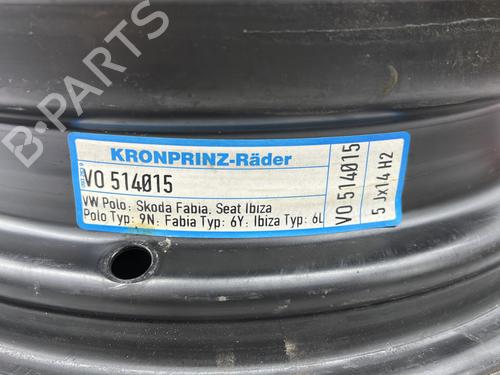 KRONPRINZ-Räder
VO 514015
VW Polo; Skoda Fabia, Seat Ibiza
Polo Typ: 9N; Fabia Typ: 6Y; Ibiza Typ: 6L
VO 514015
5 Jx14 H2
B-PARTS